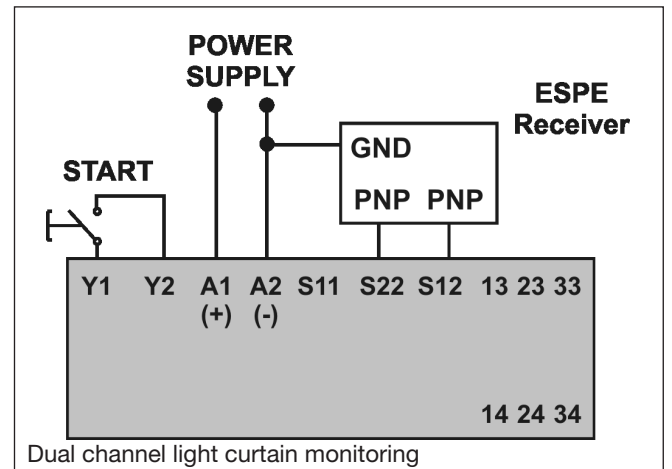 POWER
SUPPLY
ESPE
Receiver
GND
START
PNP PNP
Y1 Y2 A1 A2 S11 S22 S12 13 23 33
(+) (-)
14 24 34
Dual channel light curtain monitoring